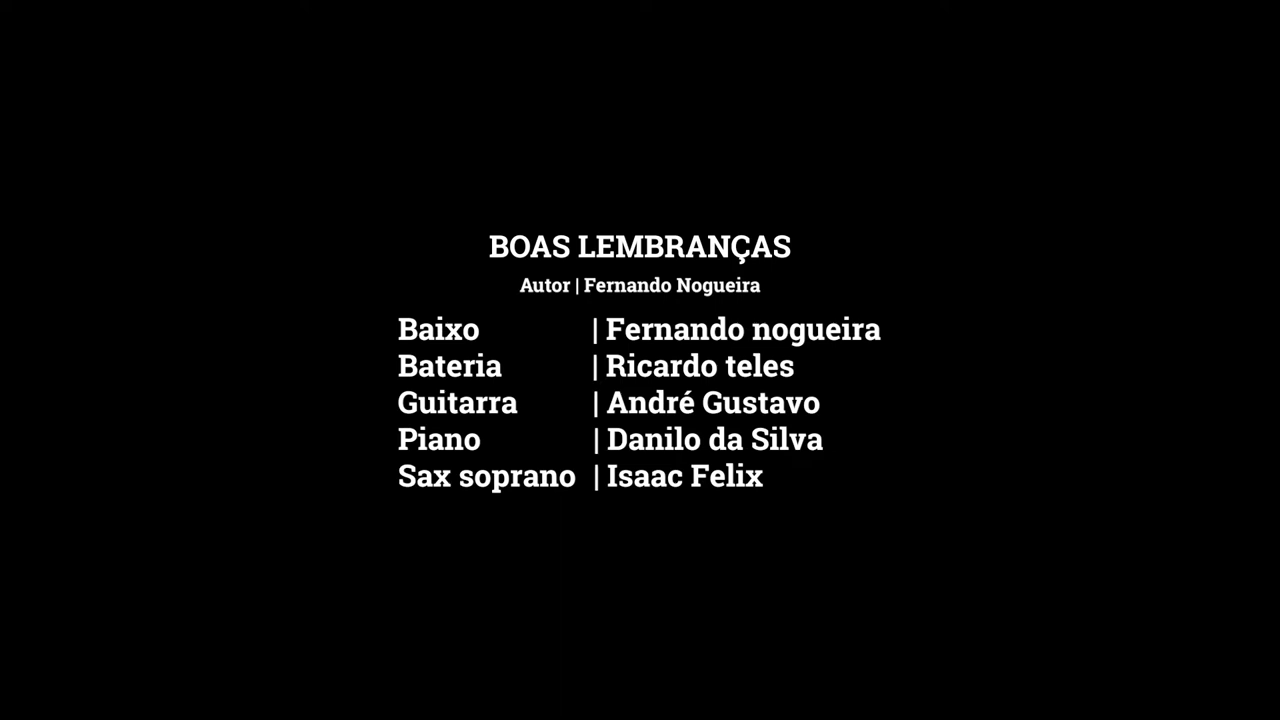 BOAS LEMBRANÇAS
Autor | Fernando Nogueira
Baixo | Fernando nogueira
Bateria | Ricardo teles
Guitarra | André Gustavo
Piano | Danilo da Silva
Sax soprano | Isaac Felix